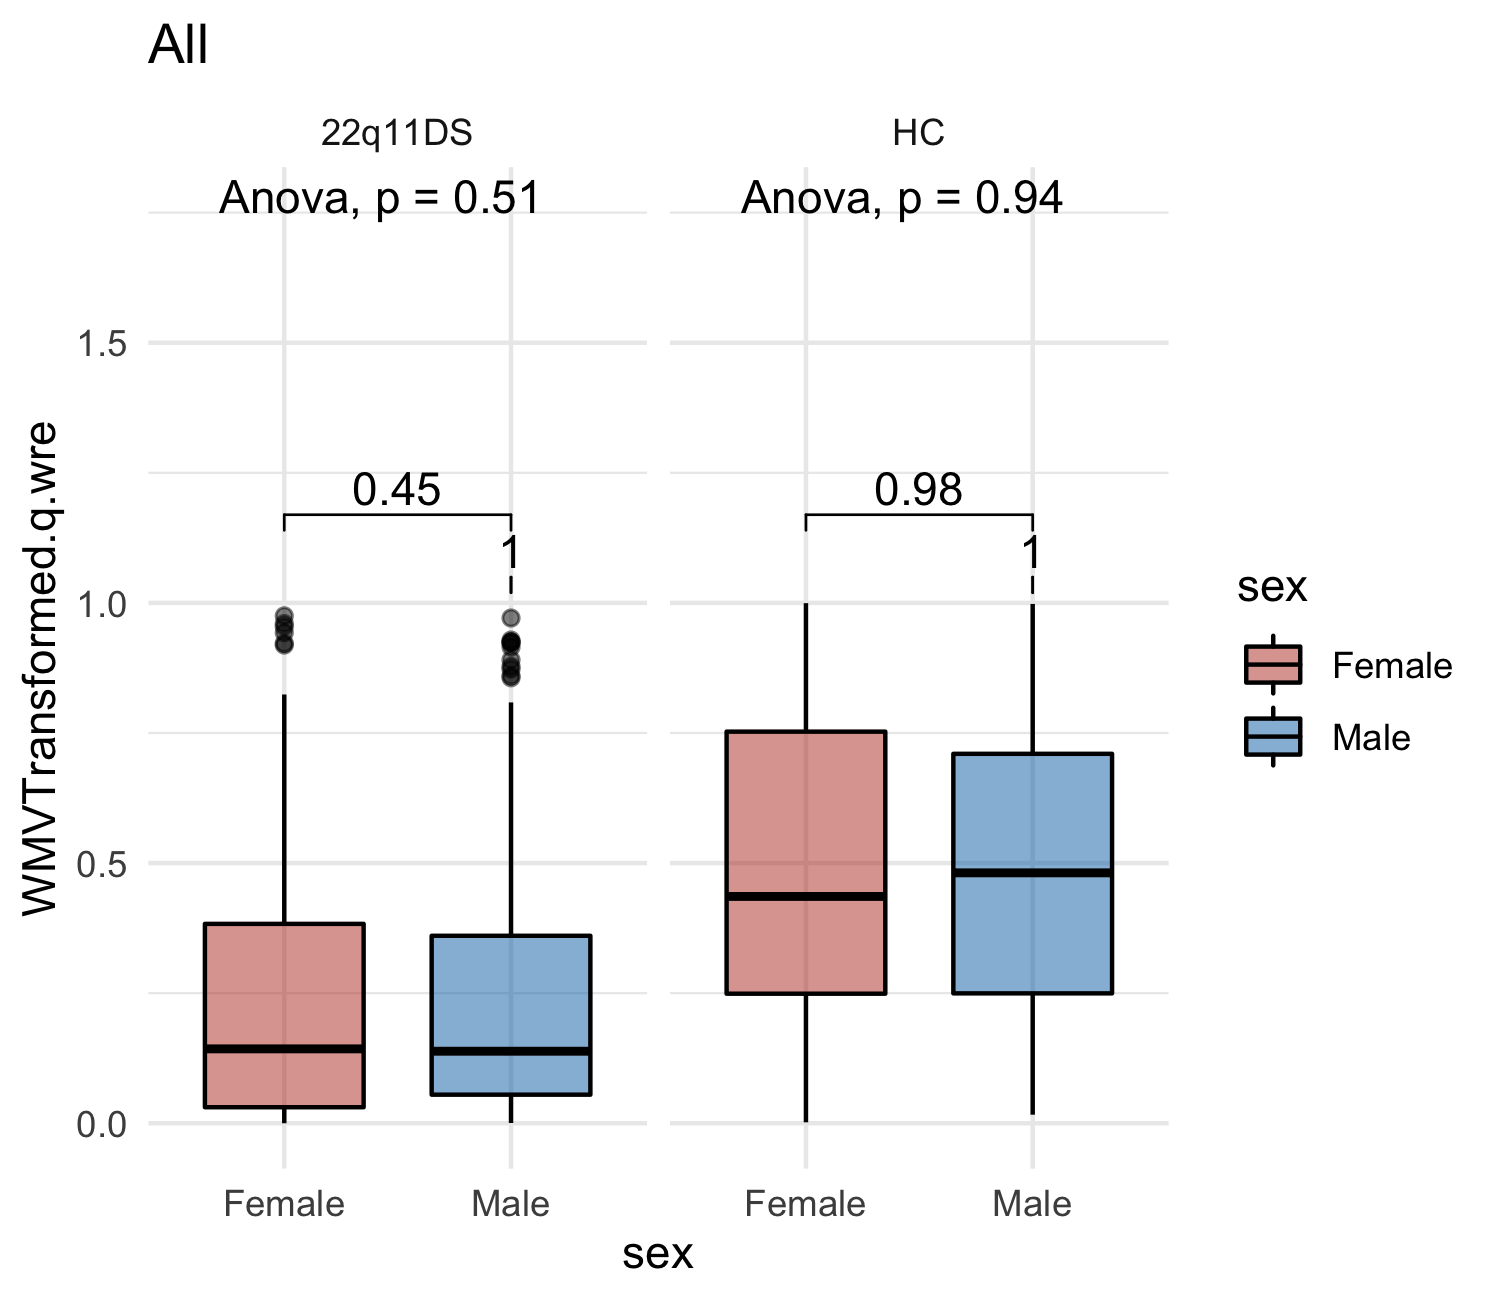 All
22q11DS
HC
Anova, p = 0.51
Anova, p = 0.94
1.5
1.0
0.5
0.0
0.45
1
0.98
1
WMVTransformed.q.wre
Female
Male
Female
Male
sex
sex
Female
Male